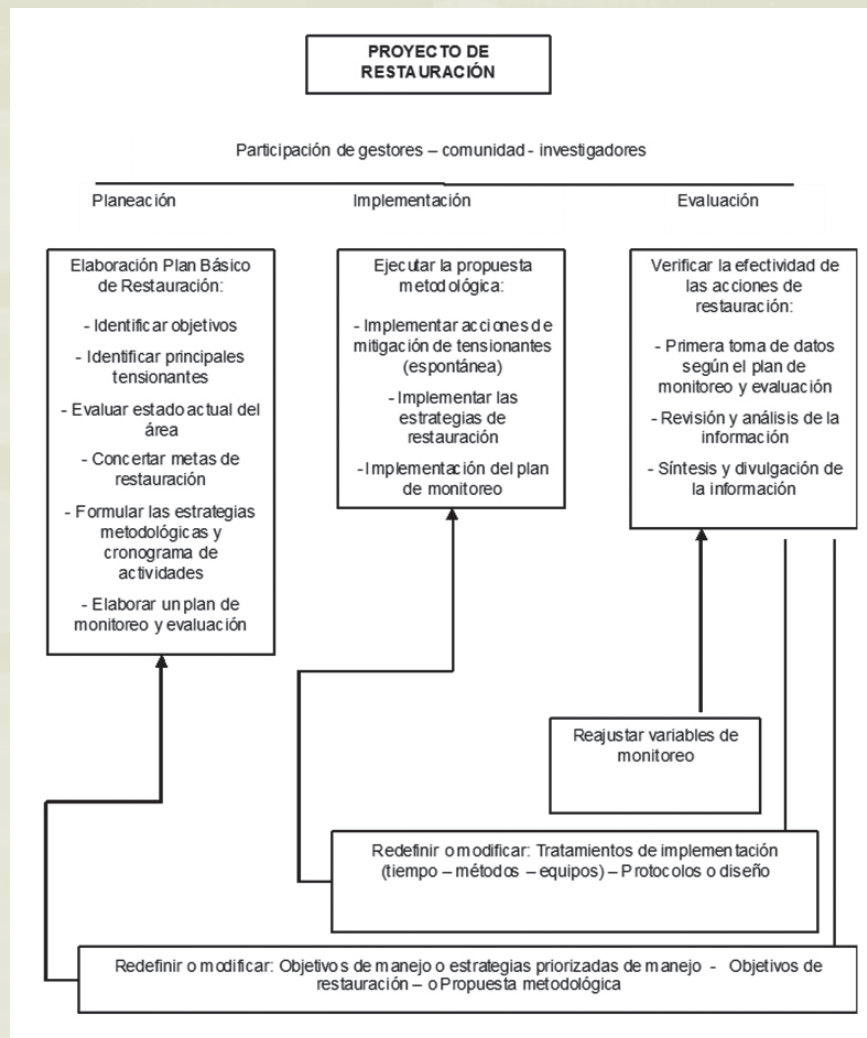 PROYECTO DE
RESTAURACIÓN
Participación de gestores – comunidad - investigadores
Planeación
Implementación
Evaluación
Elaboración Plan Básico
de Restauración:
- Identificar objetivos
- Identificar principales
tensionantes
- Evaluar estado actual del
área
- Concertar metas de
restauración
- Formular las estrategias
metodológicas y
cronograma de
actividades
- Elaborar un plan de
monitoreo y evaluación
Ejecutar la propuesta
metodológica:
- Implementar acciones de
mitigación de tensionantes
(espontánea)
- Implementar las
estrategias de
restauración
- Implementación del plan
de monitoreo
Verificar la efectividad de
las acciones de
restauración:
- Primera toma de datos
según el plan de
monitoreo y evaluación
- Revisión y análisis de la
información
- Síntesis y divulgación de
la información
Reajustar variables de
monitoreo
Redefinir o modificar: Tratamientos de implementación
(tiempo – métodos – equipos) – Protocolos o diseño
Redefinir o modificar: Objetivos de manejo o estrategias priorizadas de manejo - Objetivos de
restauración – o Propuesta metodológica